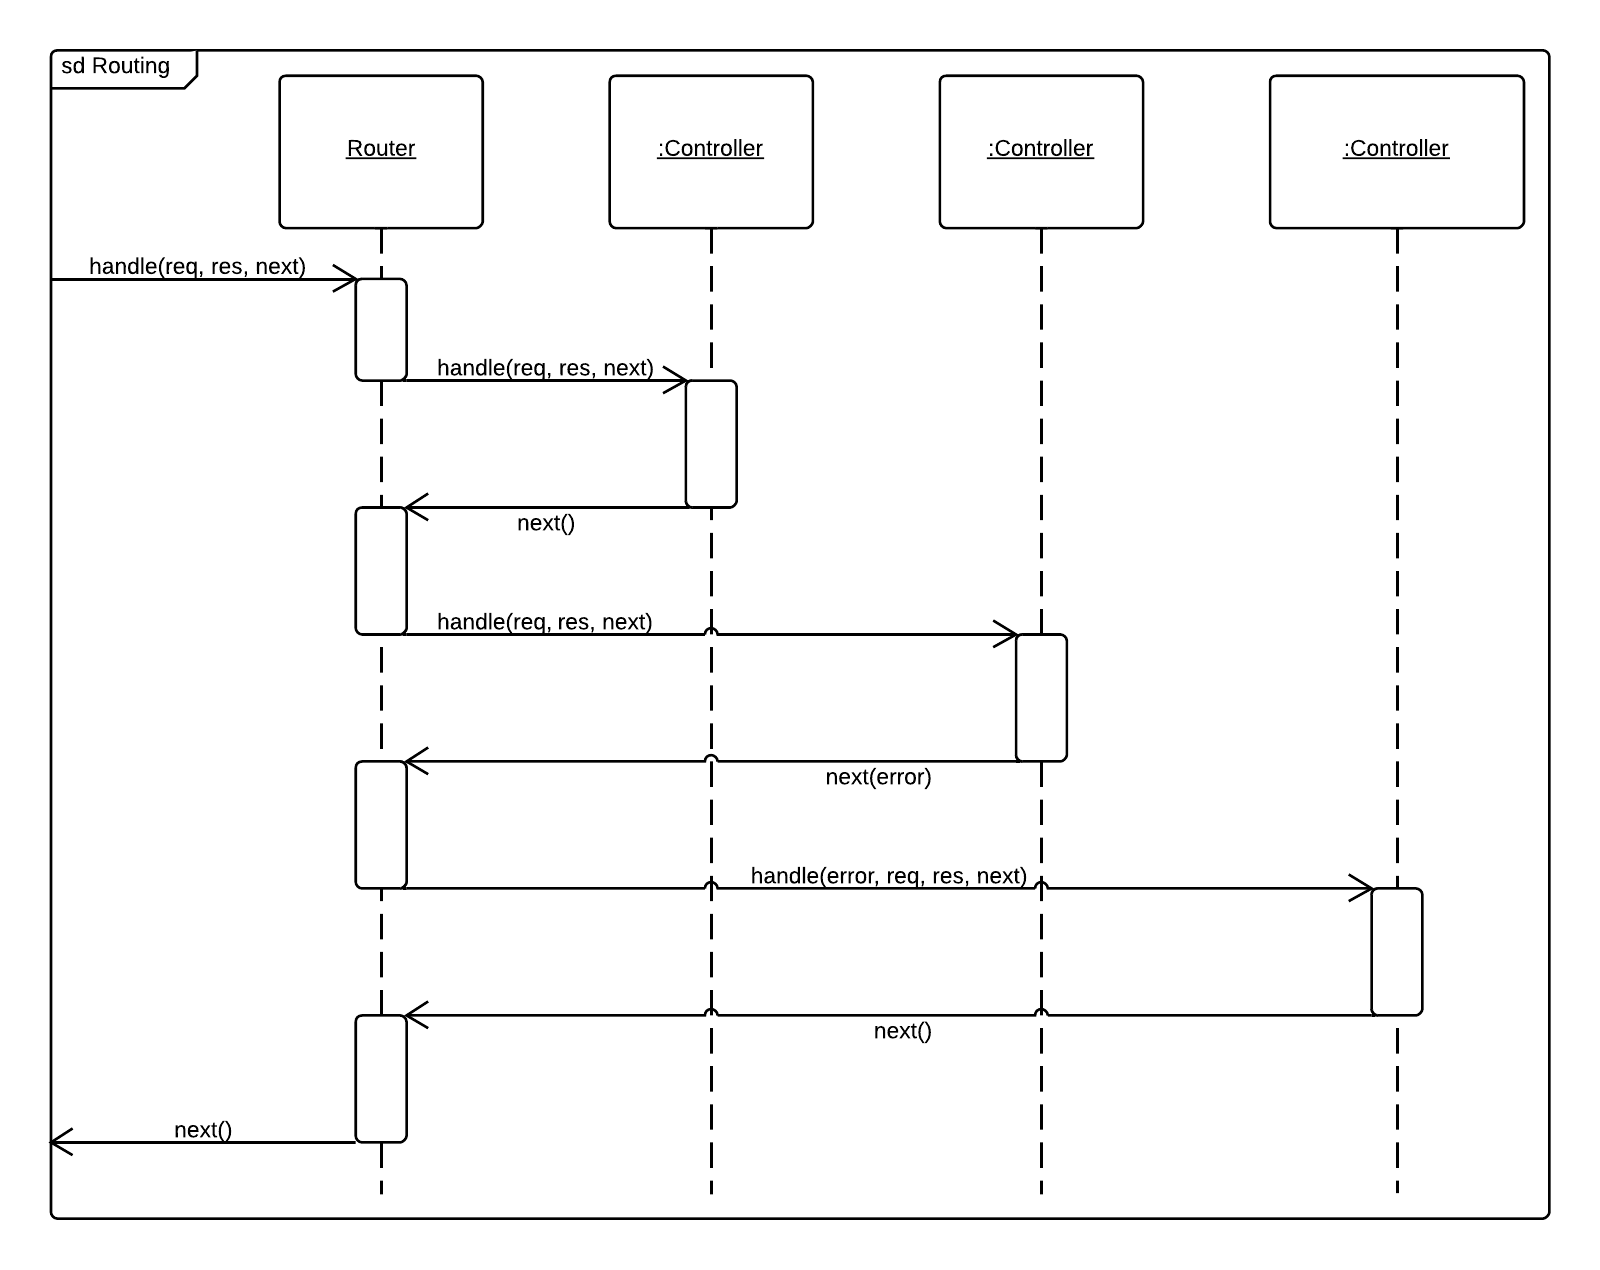 sd Routing
Router
:Controller
:Controller
:Controller
handle(req, res, next)
handle(req, res, next)
next()
handle(req, res, next)
next(error)
handle(error, req, res, next)
next()
next()